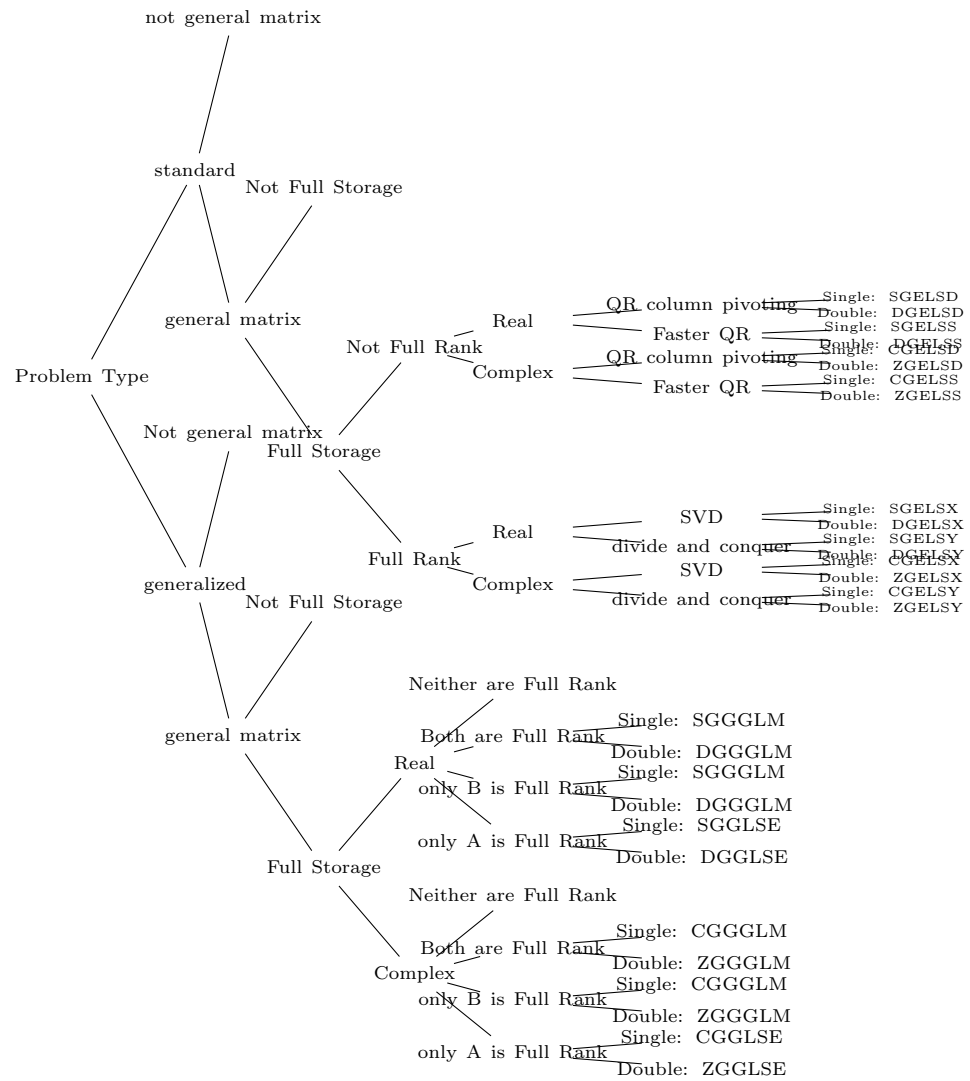 not general matrix
standard
Not Full Storage
general matrix
Problem Type
Not general matrix
Full Storage
generalized
Not Full Storage
general matrix
Full Storage
Not Full Rank
Real
QR column pivoting
Single: SGELSD
Double: DGELSD
Faster QR
Single: SGELSS
Double: DGELSS
Complex
QR column pivoting
Single: CGELSD
Double: ZGELSD
Faster QR
Single: CGELSS
Double: ZGELSS
Full Rank
Real
SVD
Single: SGELSX
Double: DGELSX
divide and conquer
Single: SGELSY
Double: DGELSY
Complex
SVD
Single: CGELSX
Double: ZGELSX
divide and conquer
Single: CGELSY
Double: ZGELSY
Real
Neither are Full Rank
Both are Full Rank
Single: SGGGLM
Double: DGGGLM
only B is Full Rank
Single: SGGGLM
Double: DGGGLM
only A is Full Rank
Single: SGGLSE
Double: DGGLSE
Complex
Neither are Full Rank
Both are Full Rank
Single: CGGGLM
Double: ZGGGLM
only B is Full Rank
Single: CGGGLM
Double: ZGGGLM
only A is Full Rank
Single: CGGLSE
Double: ZGGLSE